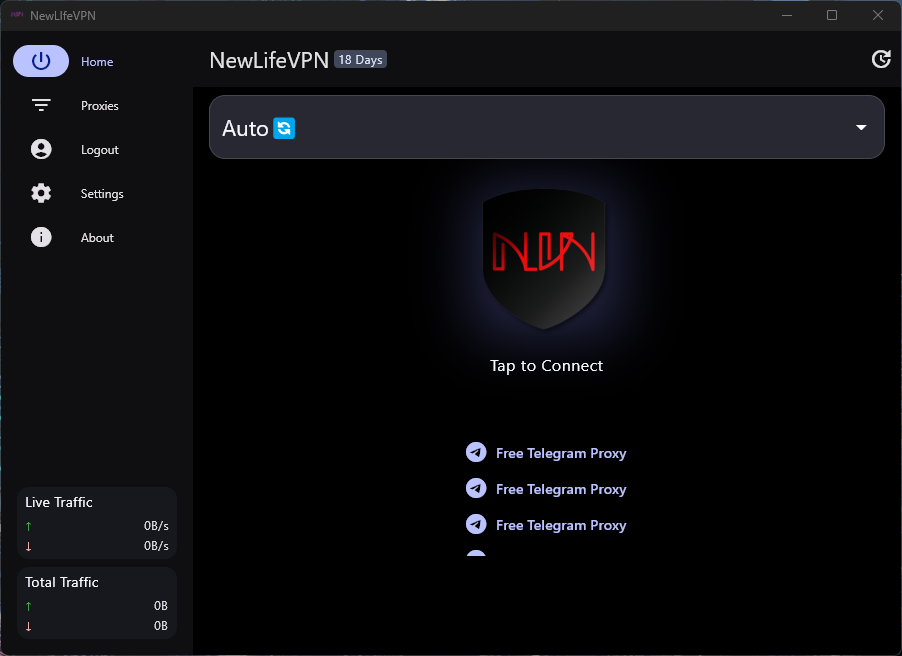 NewLIfeVPN
Home
Proxies
Logout
Settings
About
NewLifeVPN 18 Days
Auto
Tap to Connect
Free Telegram Proxy
Free Telegram Proxy
Free Telegram Proxy
Live Traffic
↑ 0B/s
↓ 0B/s
Total Traffic
↑ 0B
↓ 0B